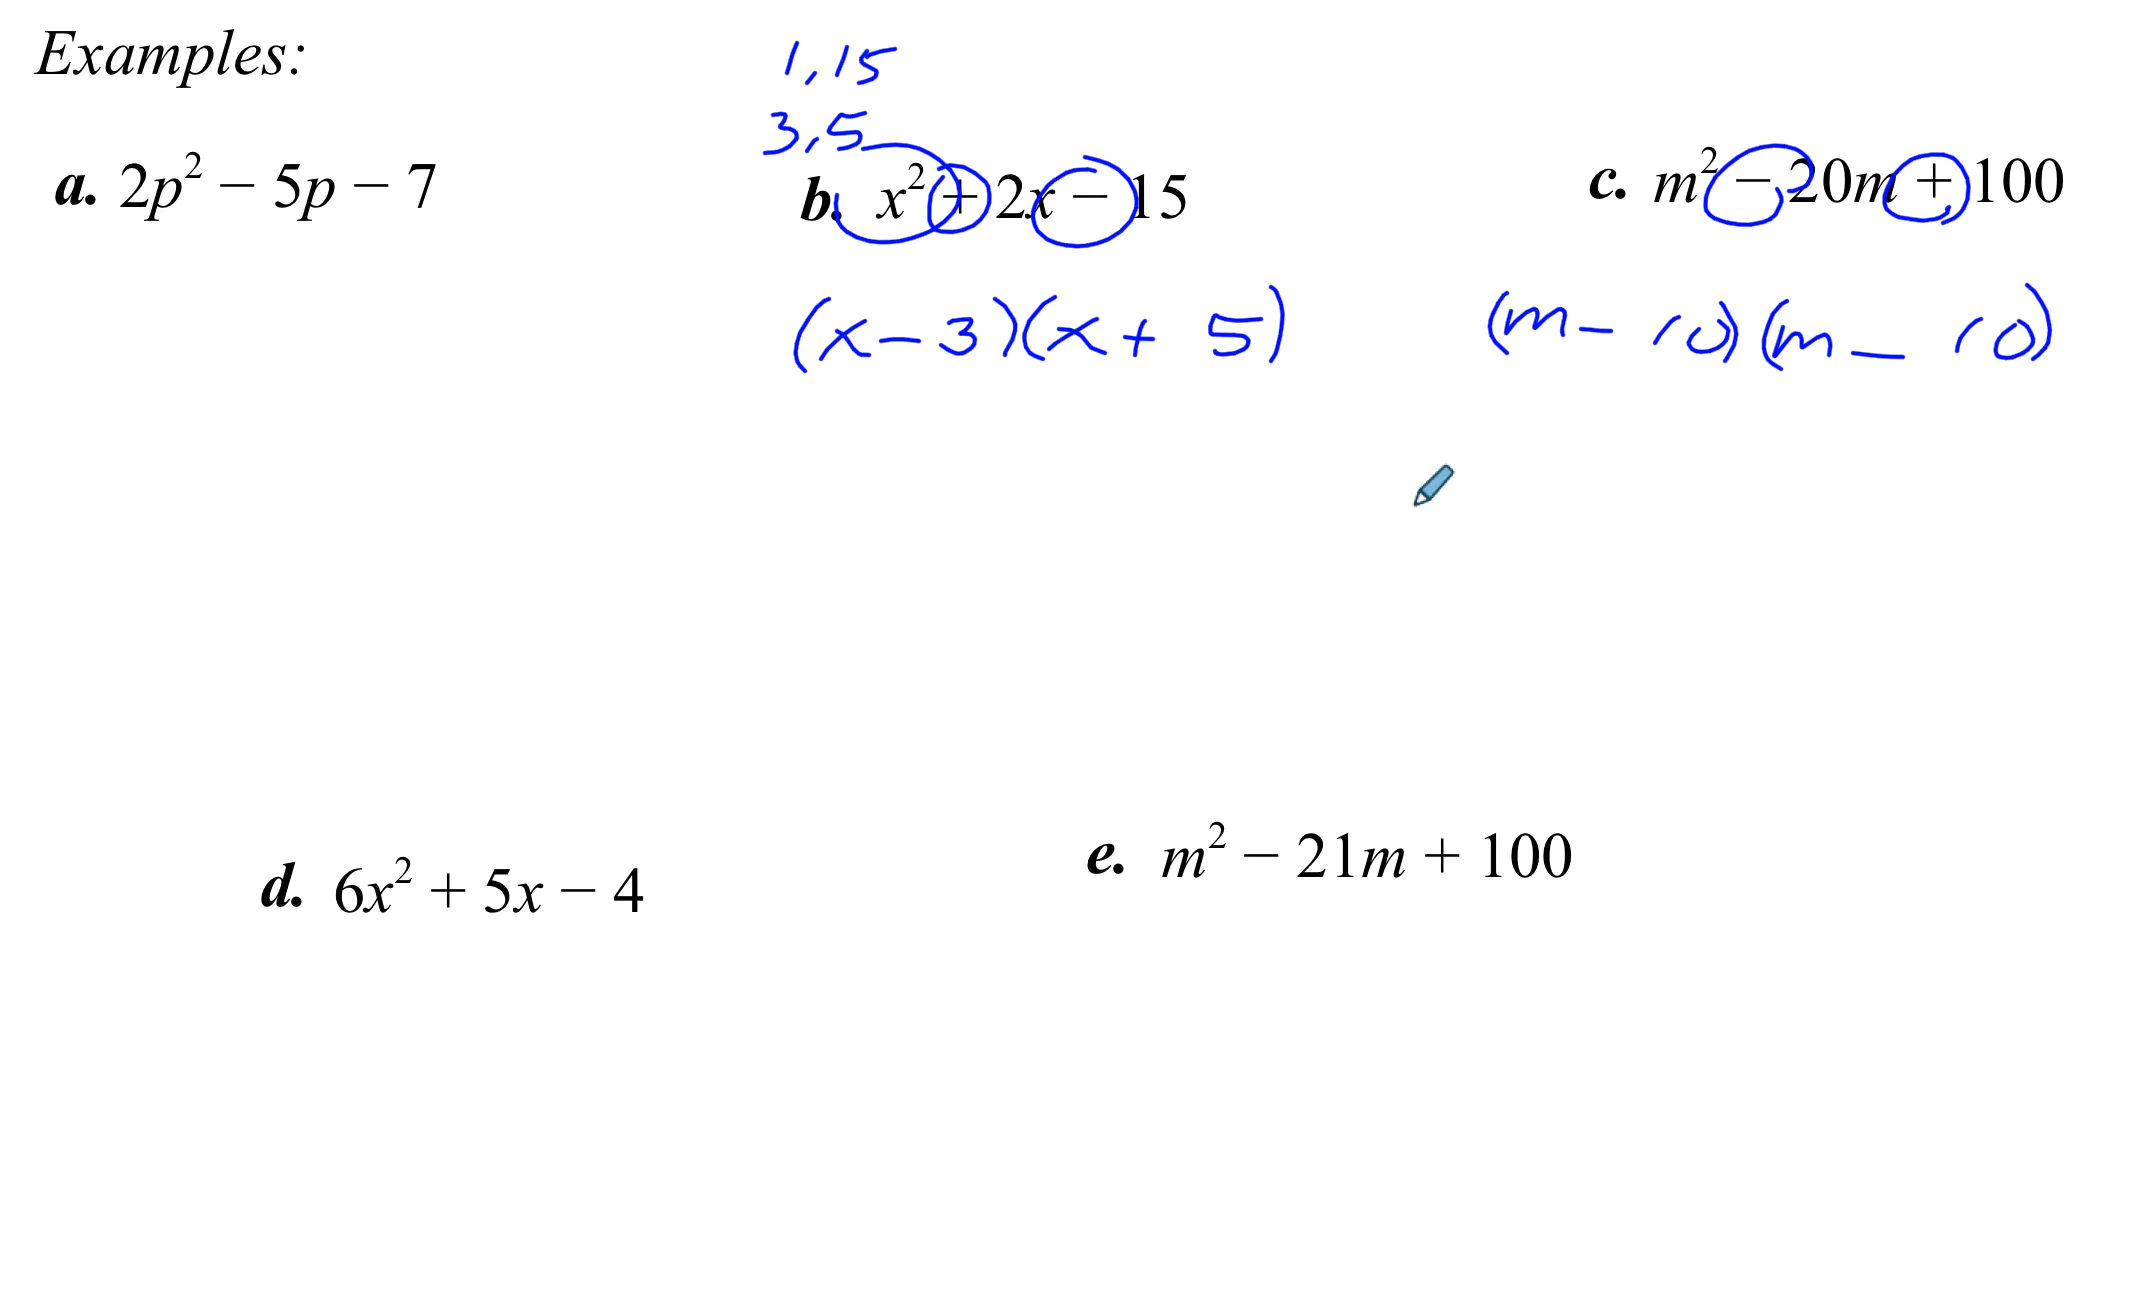 Examples:
1, 15
3, 5
a. 2p² − 5p − 7
b. x² + 2x − 15
c. m² − 20m + 100
(x − 3)(x + 5)
(m − 10)(m − 10)
d. 6x² + 5x − 4
e. m² − 21m + 100